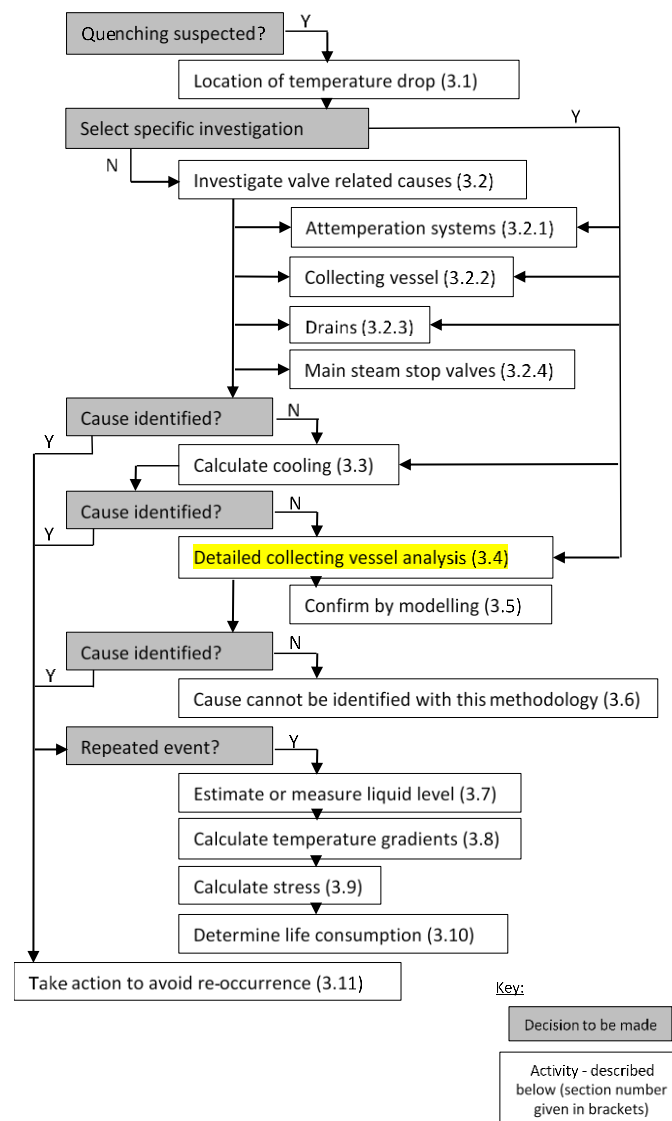 Quenching suspected?
Y
Location of temperature drop (3.1)
Select specific investigation
Y
N
Investigate valve related causes (3.2)
Attemperation systems (3.2.1)
Collecting vessel (3.2.2)
Drains (3.2.3)
Main steam stop valves (3.2.4)
Cause identified?
N
Y
Calculate cooling (3.3)
Cause identified?
N
Y
Detailed collecting vessel analysis (3.4)
Confirm by modelling (3.5)
Cause identified?
N
Y
Cause cannot be identified with this methodology (3.6)
Repeated event?
Y
Estimate or measure liquid level (3.7)
Calculate temperature gradients (3.8)
Calculate stress (3.9)
Determine life consumption (3.10)
Take action to avoid re-occurrence (3.11)
Key:
Decision to be made
Activity - described
below (section number
given in brackets)